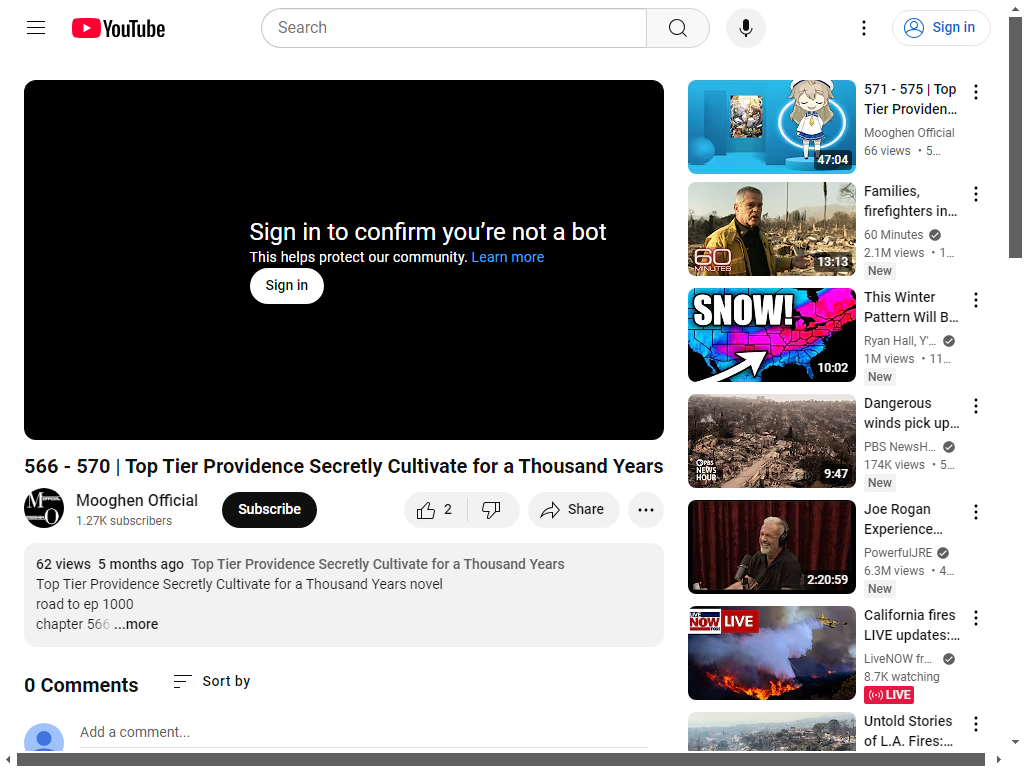 YouTube
Search
Sign in
Sign in to confirm you’re not a bot
This helps protect our community. Learn more
Sign in
566 - 570 | Top Tier Providence Secretly Cultivate for a Thousand Years
Mooghen Official
1.27K subscribers
Subscribe
2
Share
62 views 5 months ago Top Tier Providence Secretly Cultivate for a Thousand Years
Top Tier Providence Secretly Cultivate for a Thousand Years novel
road to ep 1000
chapter 566 ...more
0 Comments
Sort by
Add a comment...
47:04
571 - 575 | Top
Tier Providen...
Mooghen Official
66 views • 5...
60
MINUTES
13:13
Families,
firefighters in...
60 Minutes
2.1M views • 1...
New
SNOW!
10:02
This Winter
Pattern Will B...
Ryan Hall, Y'...
1M views • 11...
New
PBS
NEWS
HOUR
9:47
Dangerous
winds pick up...
PBS NewsH...
174K views • 5...
New
2:20:59
Joe Rogan
Experience...
PowerfulJRE
6.3M views • 4...
New
LIVE
NOW
LIVE
California fires
LIVE updates:...
LiveNOW fr...
8.7K watching
LIVE
Untold Stories
of L.A. Fires:...